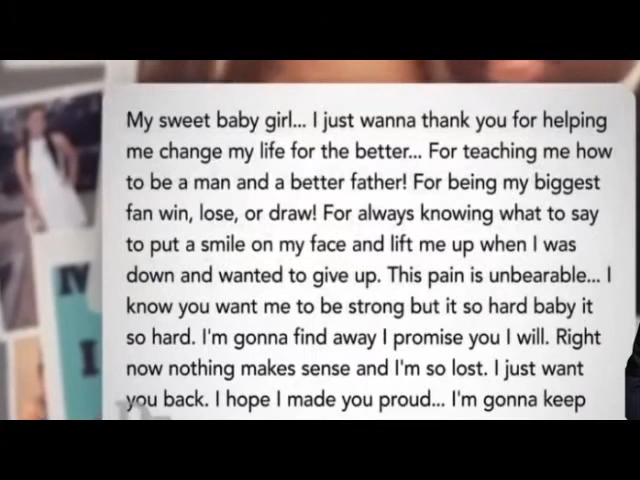 My sweet baby girl... I just wanna thank you for helping
me change my life for the better... For teaching me how
to be a man and a better father! For being my biggest
fan win, lose, or draw! For always knowing what to say
to put a smile on my face and lift me up when I was
down and wanted to give up. This pain is unbearable... I
know you want me to be strong but it so hard baby it
so hard. I'm gonna find away I promise you I will. Right
now nothing makes sense and I'm so lost. I just want
you back. I hope I made you proud... I'm gonna keep